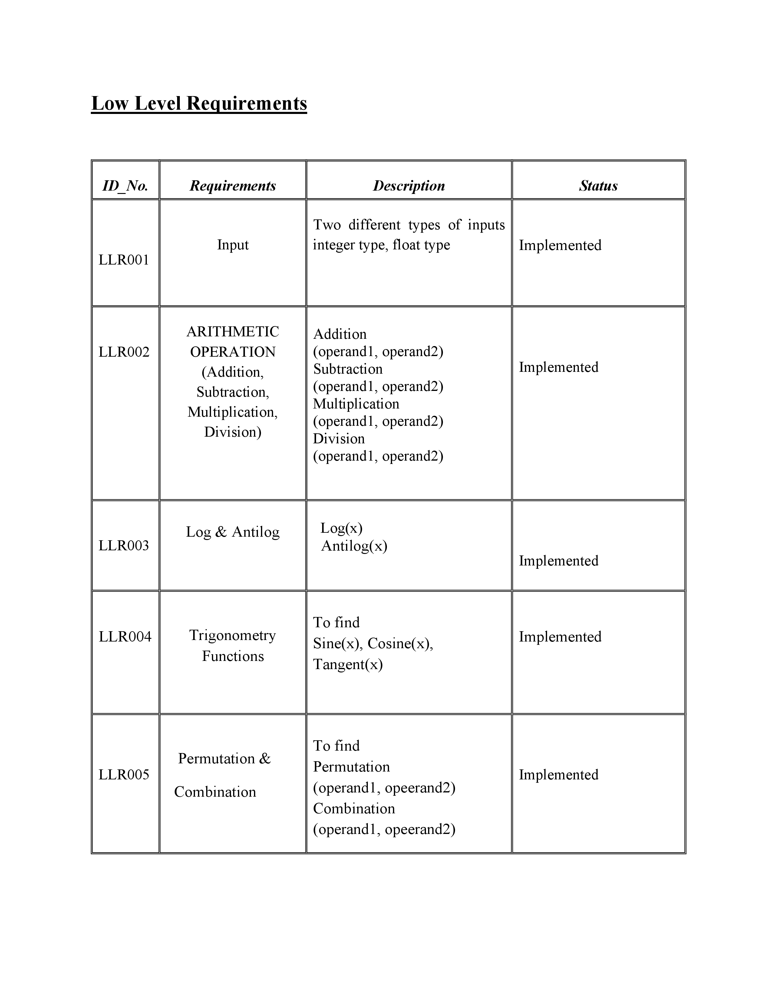 Low Level Requirements
ID_No.
Requirements
Description
Status
LLR001
Input
Two different types of inputs
integer type, float type
Implemented
LLR002
ARITHMETIC
OPERATION
(Addition,
Subtraction,
Multiplication,
Division)
Addition
(operand1, operand2)
Subtraction
(operand1, operand2)
Multiplication
(operand1, operand2)
Division
(operand1, operand2)
Implemented
LLR003
Log & Antilog
Log(x)
Antilog(x)
Implemented
LLR004
Trigonometry
Functions
To find
Sine(x), Cosine(x),
Tangent(x)
Implemented
LLR005
Permutation &
Combination
To find
Permutation
(operand1, opeerand2)
Combination
(operand1, opeerand2)
Implemented